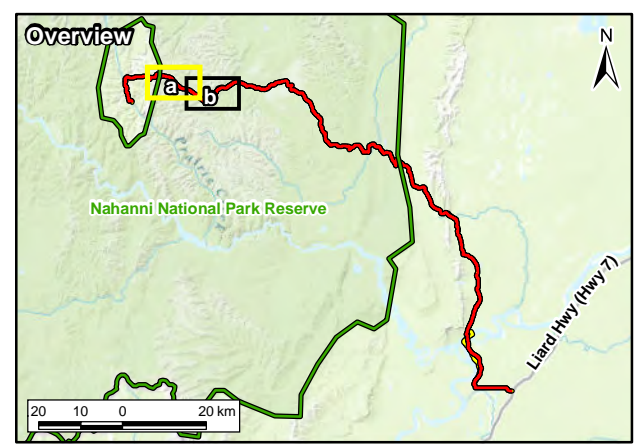 Overview
N
a
b
Nahanni National Park Reserve
Liard Hwy (Hwy 7)
20 10 0 20 km